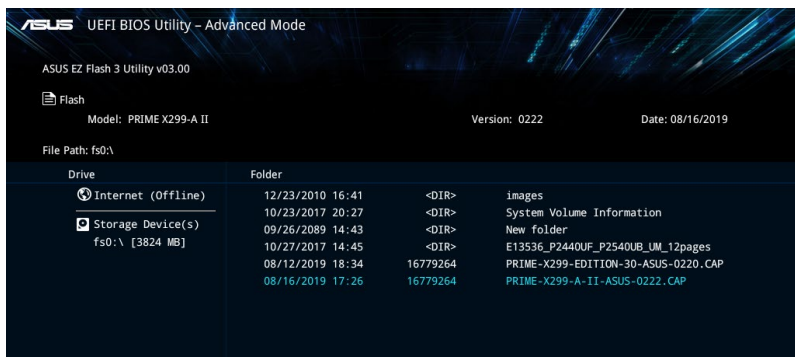 ASUS UEFI BIOS Utility – Advanced Mode
ASUS EZ Flash 3 Utility v03.00
Flash
Model: PRIME X299-A II Version: 0222 Date: 08/16/2019
File Path: fs0:\
Drive Folder
Internet (Offline) 12/23/2010 16:41 <DIR> images
10/23/2017 20:27 <DIR> System Volume Information
Storage Device(s) 09/26/2089 14:43 <DIR> New folder
fs0:\ [3824 MB] 10/27/2017 14:45 <DIR> E13536_P2440UF_P2540UB_UM_12pages
08/12/2019 18:34 16779264 PRIME-X299-EDITION-30-ASUS-0220.CAP
08/16/2019 17:26 16779264 PRIME-X299-A-II-ASUS-0222.CAP